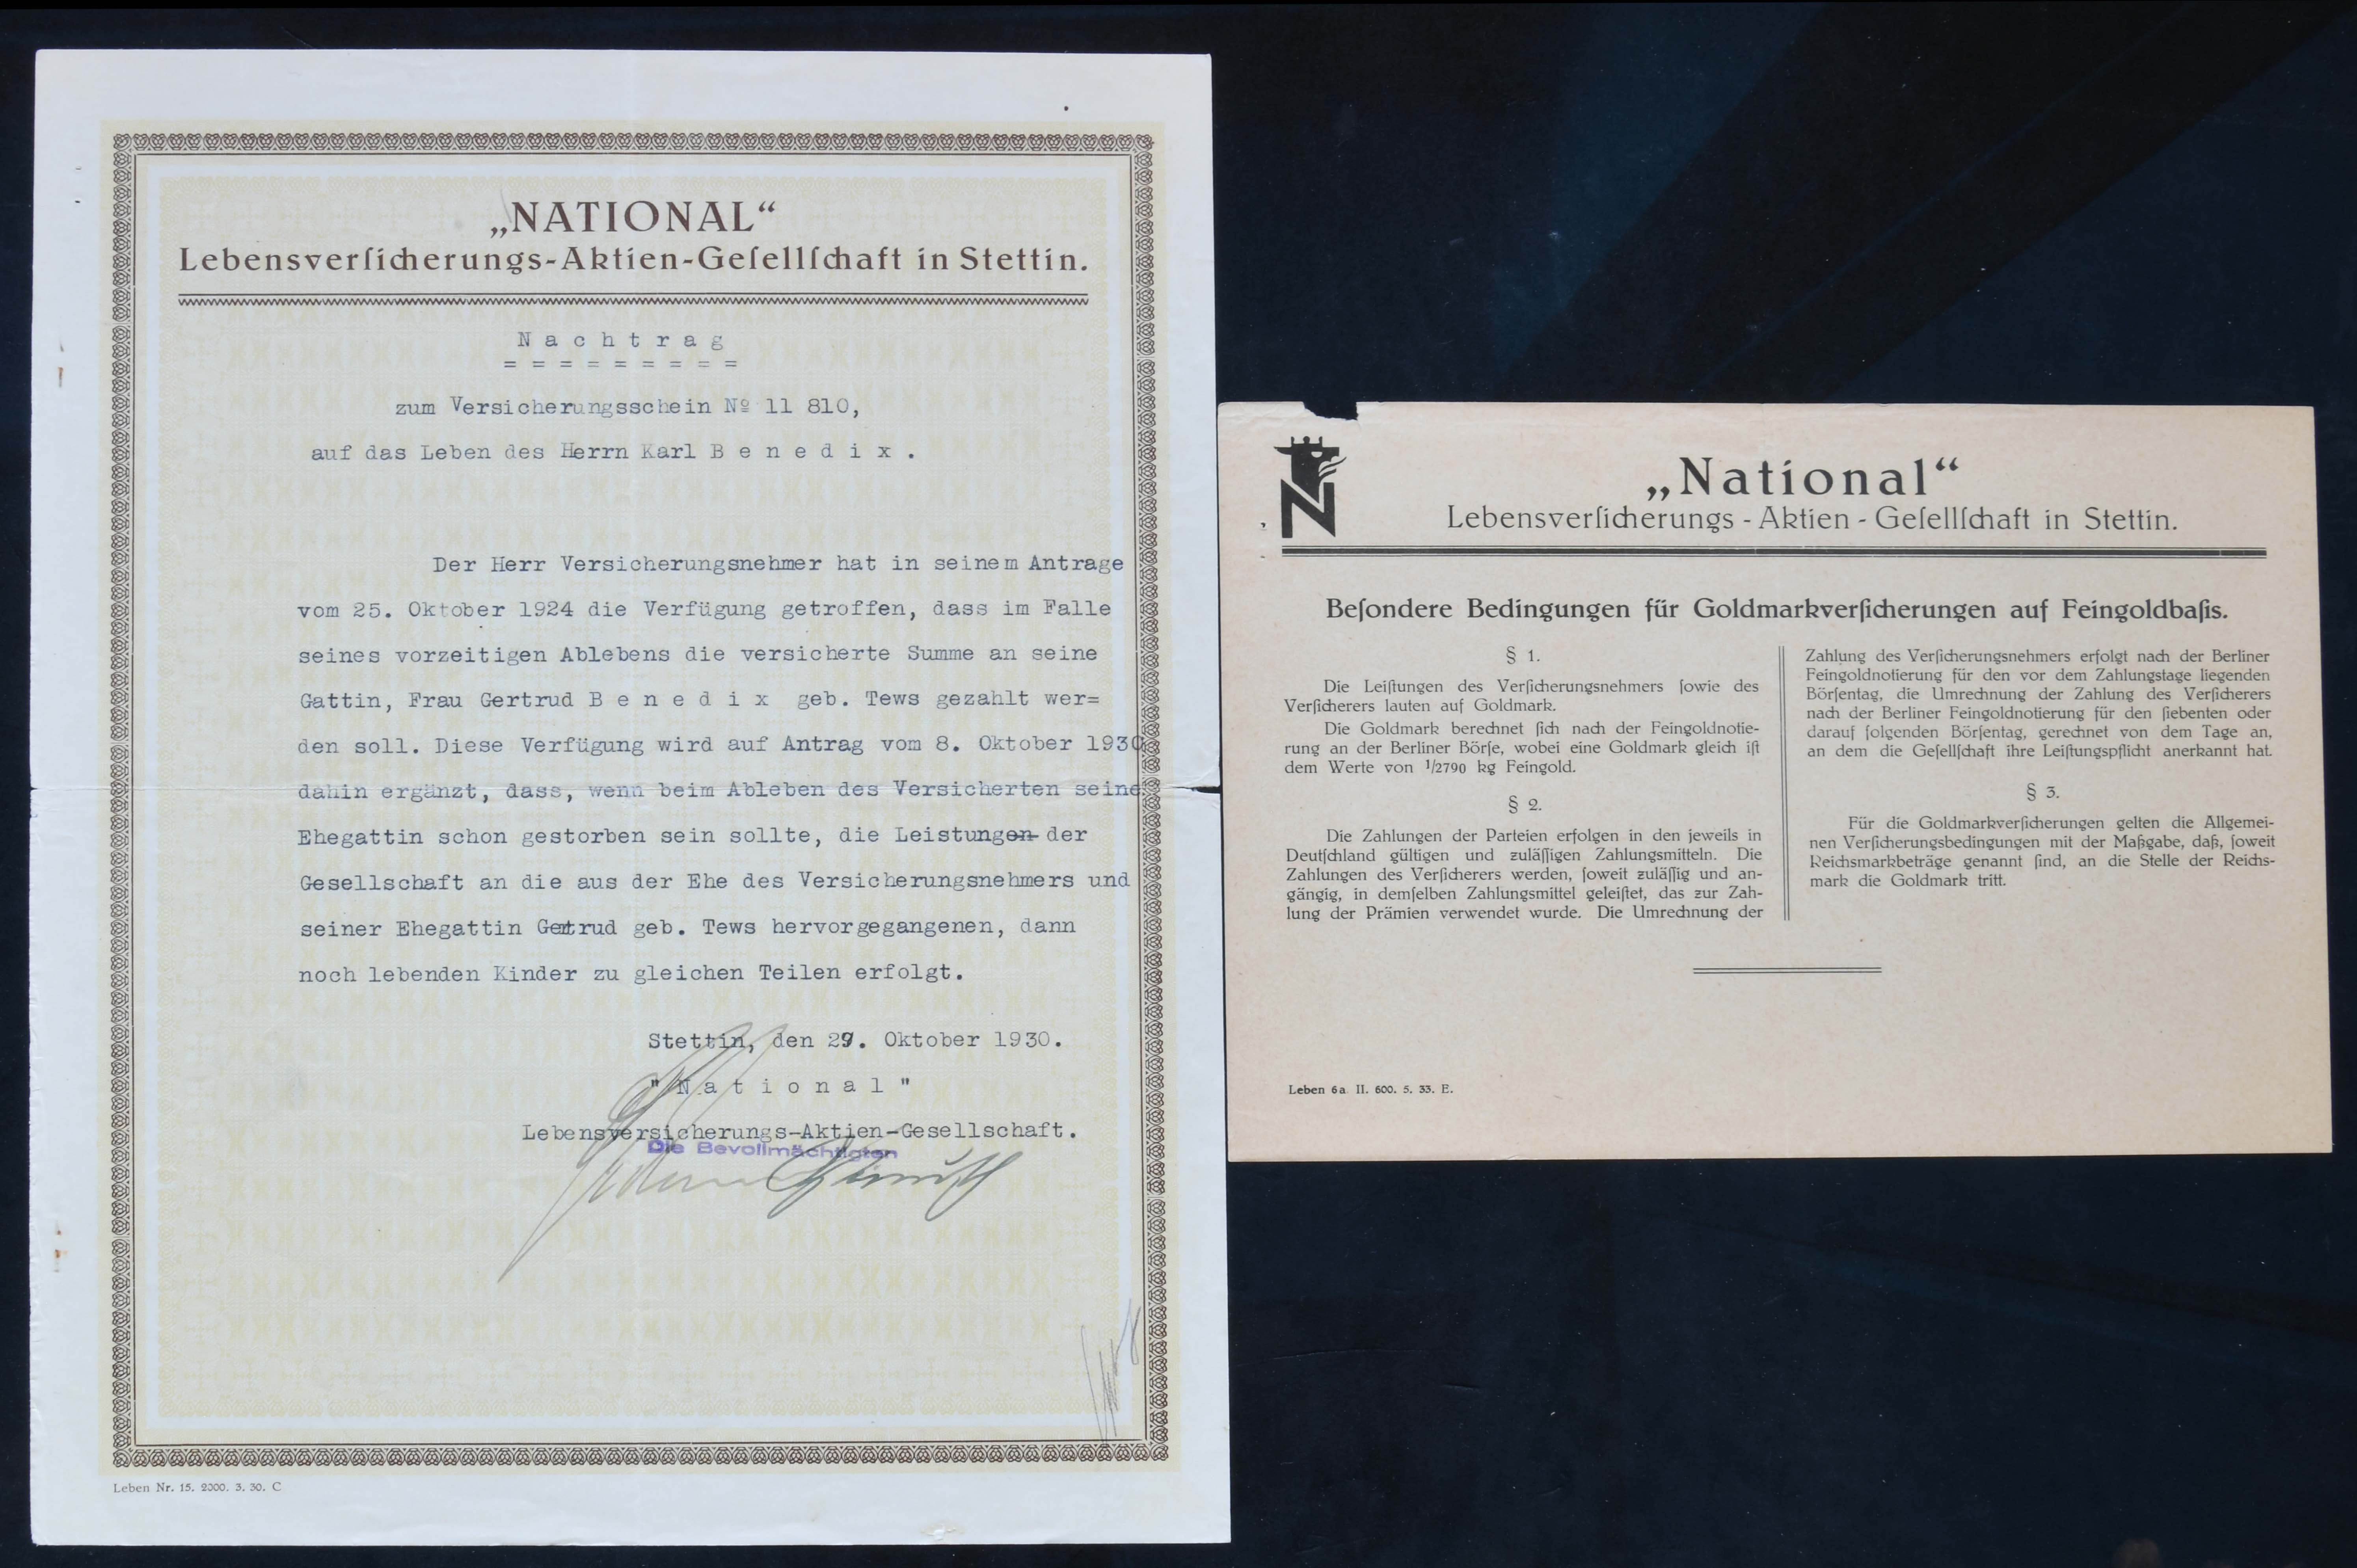 „NATIONAL“
Lebensverſicherungs-Aktien-Geſellſchaft in Stettin.
N a c h t r a g
= = = = = = = = =
zum Versicherungsschein Nº 11 810,
auf das Leben des Herrn Karl B e n e d i x .
Der Herr Versicherungsnehmer hat in seinem Antrage
vom 25. Oktober 1924 die Verfügung getroffen, dass im Falle
seines vorzeitigen Ablebens die versicherte Summe an seine
Gattin, Frau Gertrud B e n e d i x geb. Tews gezahlt wer=
den soll. Diese Verfügung wird auf Antrag vom 8. Oktober 1930
dahin ergänzt, dass, wenn beim Ableben des Versicherten seine
Ehegattin schon gestorben sein sollte, die Leistungen der
Gesellschaft an die aus der Ehe des Versicherungsnehmers und
seiner Ehegattin Gertrud geb. Tews hervorgegangenen, dann
noch lebenden Kinder zu gleichen Teilen erfolgt.
Stettin, den 29. Oktober 1930.
" N a t i o n a l "
Lebensversicherungs-Aktien-Gesellschaft.
Die Bevollmächtigten
Leben Nr. 15. 2000. 3. 30. C
N
„National“
Lebensverſicherungs - Aktien - Geſellſchaft in Stettin.
Beſondere Bedingungen für Goldmarkverſicherungen auf Feingoldbaſis.
§ 1.
Die Leiſtungen des Verſicherungsnehmers ſowie des
Verſicherers lauten auf Goldmark.
Die Goldmark berechnet ſich nach der Feingoldnotie-
rung an der Berliner Börſe, wobei eine Goldmark gleich iſt
dem Werte von 1/2790 kg Feingold.
§ 2.
Die Zahlungen der Parteien erfolgen in den jeweils in
Deutſchland gültigen und zuläſſigen Zahlungsmitteln. Die
Zahlungen des Verſicherers werden, ſoweit zuläſſig und an-
gängig, in demſelben Zahlungsmittel geleiſtet, das zur Zah-
lung der Prämien verwendet wurde. Die Umrechnung der
Zahlung des Verſicherungsnehmers erfolgt nach der Berliner
Feingoldnotierung für den vor dem Zahlungstage liegenden
Börſentag, die Umrechnung der Zahlung des Verſicherers
nach der Berliner Feingoldnotierung für den ſiebenten oder
darauf folgenden Börſentag, gerechnet von dem Tage an,
an dem die Geſellſchaft ihre Leiſtungspflicht anerkannt hat.
§ 3.
Für die Goldmarkverſicherungen gelten die Allgemei-
nen Verſicherungsbedingungen mit der Maßgabe, daß, ſoweit
Reichsmarkbeträge genannt ſind, an die Stelle der Reichs-
mark die Goldmark tritt.
Leben 6a. II. 600. 5. 33. E.